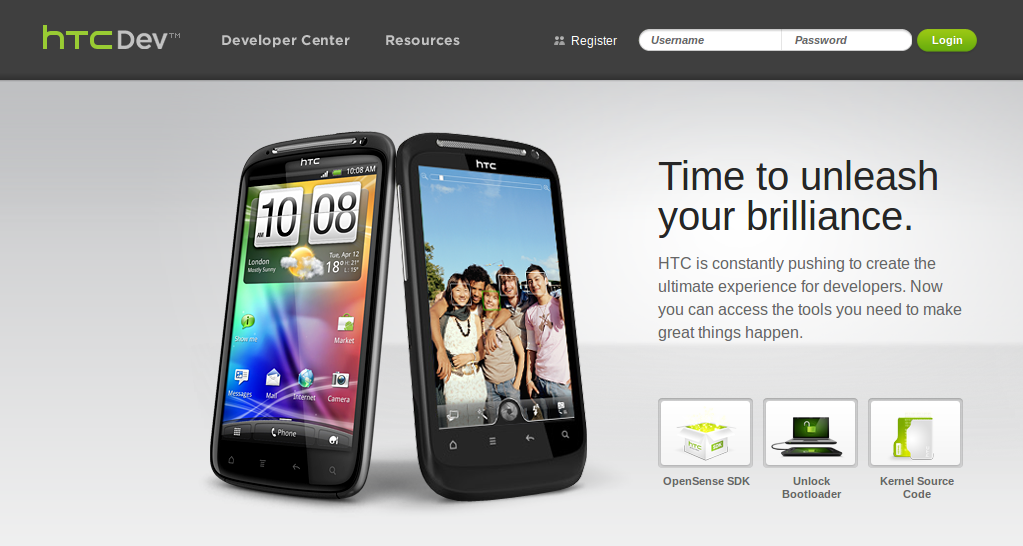 hTC Dev™
Developer Center
Resources
Register
Username
Password
Login
hTC
10:08 AM
AM 10 08
London
Mostly Sunny
Tue, Apr 12
18° H: 21°
L: 15°
Show me
Market
Messages
Mail
Internet
Camera
Phone
hTC
Time to unleash
your brilliance.
HTC is constantly pushing to create the
ultimate experience for developers. Now
you can access the tools you need to make
great things happen.
hTC
OpenSense SDK
Unlock
Bootloader
Kernel Source
Code